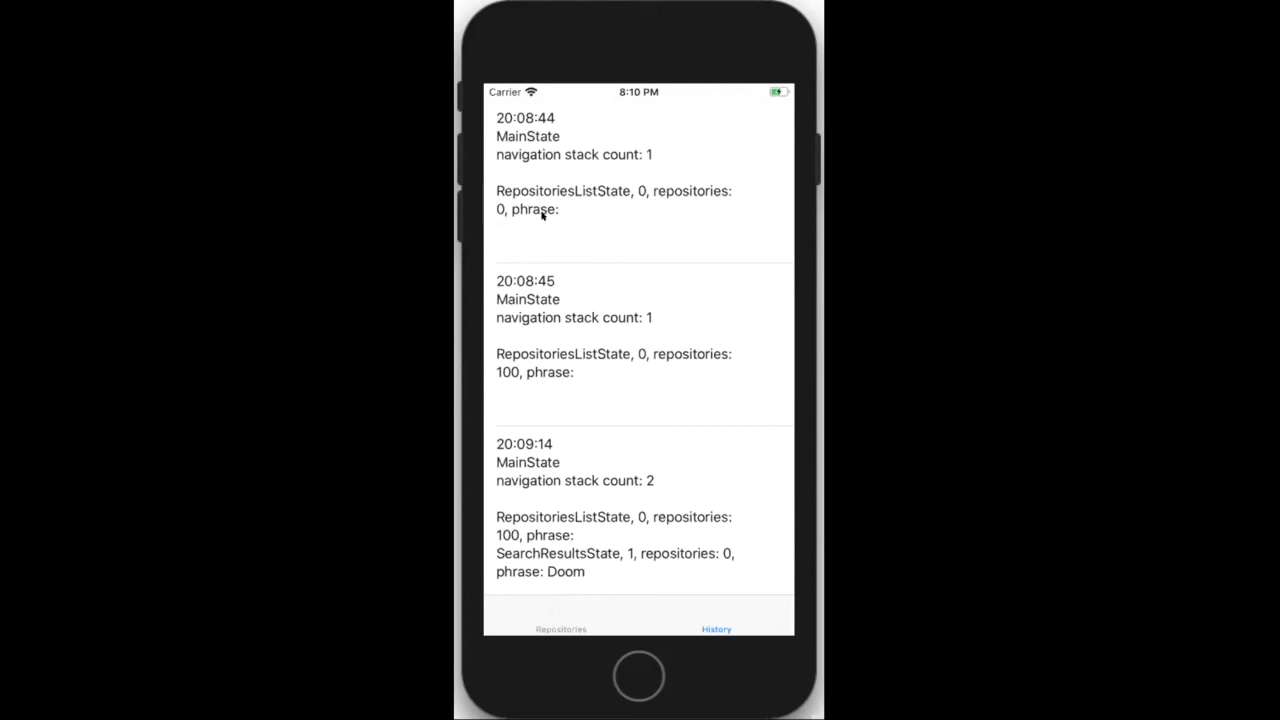 Carrier 8:10 PM
20:08:44
MainState
navigation stack count: 1
RepositoriesListState, 0, repositories:
0, phrase:
20:08:45
MainState
navigation stack count: 1
RepositoriesListState, 0, repositories:
100, phrase:
20:09:14
MainState
navigation stack count: 2
RepositoriesListState, 0, repositories:
100, phrase:
SearchResultsState, 1, repositories: 0,
phrase: Doom
Repositories History